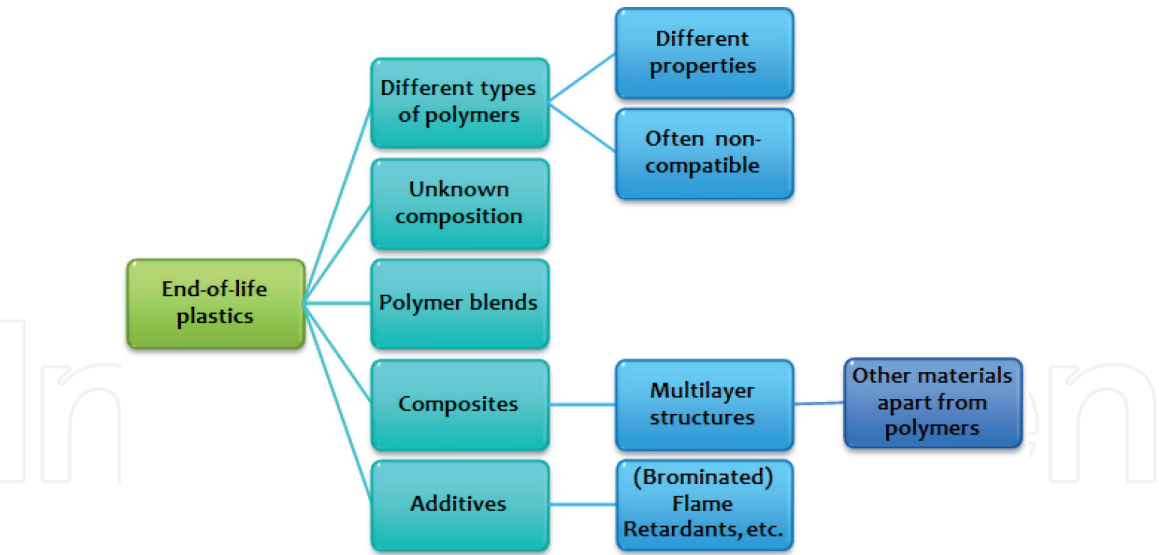 Different
properties
Different types
of polymers
Often non-
compatible
Unknown
composition
End-of-life
plastics
Polymer blends
Composites
Multilayer
structures
Other materials
apart from
polymers
Additives
(Brominated)
Flame
Retardants, etc.